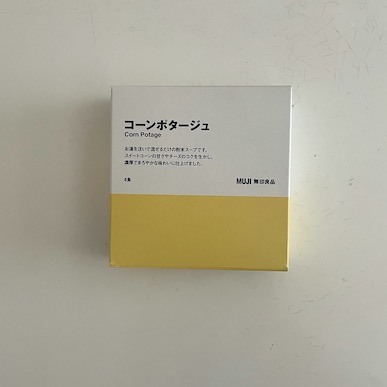 コーンポタージュ
Corn Potage
お湯を注いで混ぜるだけの粉末スープです。
スイートコーンの甘さやチーズのコクを生かし、
濃厚でまろやかな味わいに仕上げました。
4食
MUJI 無印良品